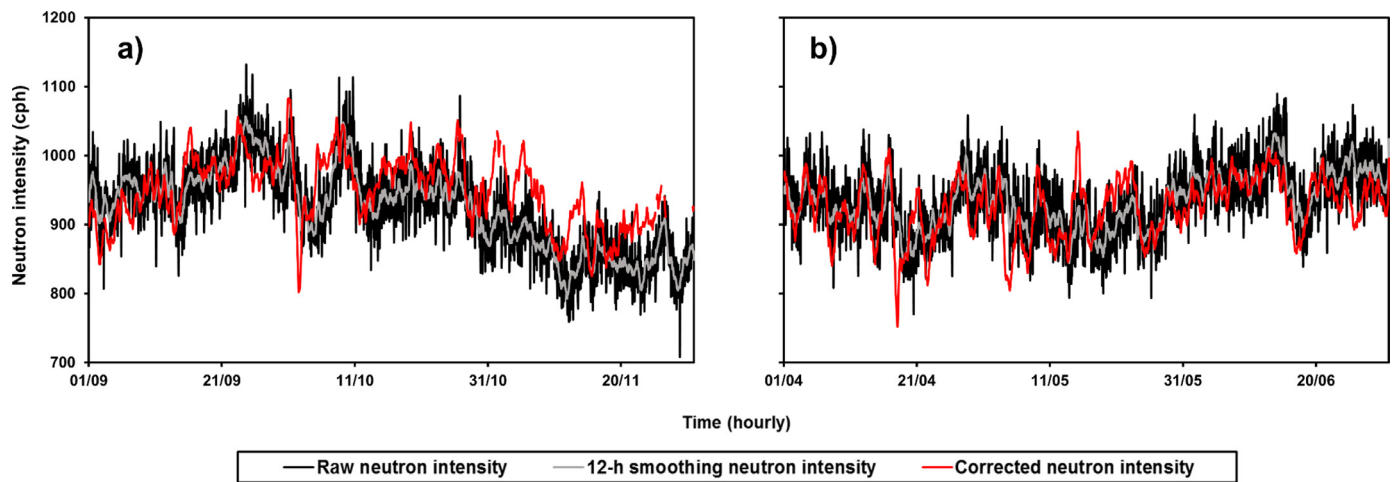 1200
1100
1000
900
800
700
Neutron intensity (cph)
a)
b)
01/09
21/09
11/10
31/10
20/11
01/04
21/04
11/05
31/05
20/06
Time (hourly)
Raw neutron intensity
12-h smoothing neutron intensity
Corrected neutron intensity